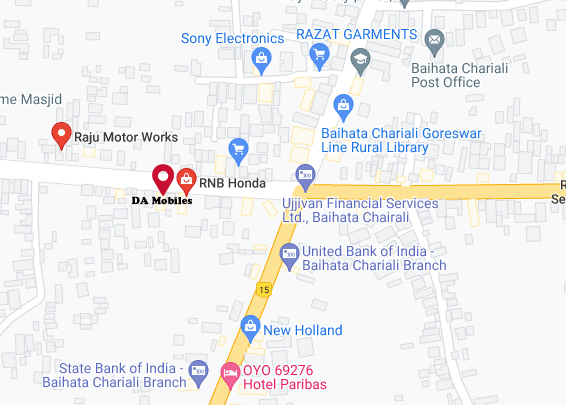 Sony Electronics
RAZAT GARMENTS
Baihata Chariali
Post Office
me Masjid
Raju Motor Works
Baihata Chariali Goreswar
Line Rural Library
RNB Honda
DA Mobiles
R
Se
Ujjivan Financial Services
Ltd., Baihata Chairali
United Bank of India -
Baihata Chariali Branch
15
New Holland
State Bank of India -
Baihata Chariali Branch
OYO 69276
Hotel Paribas